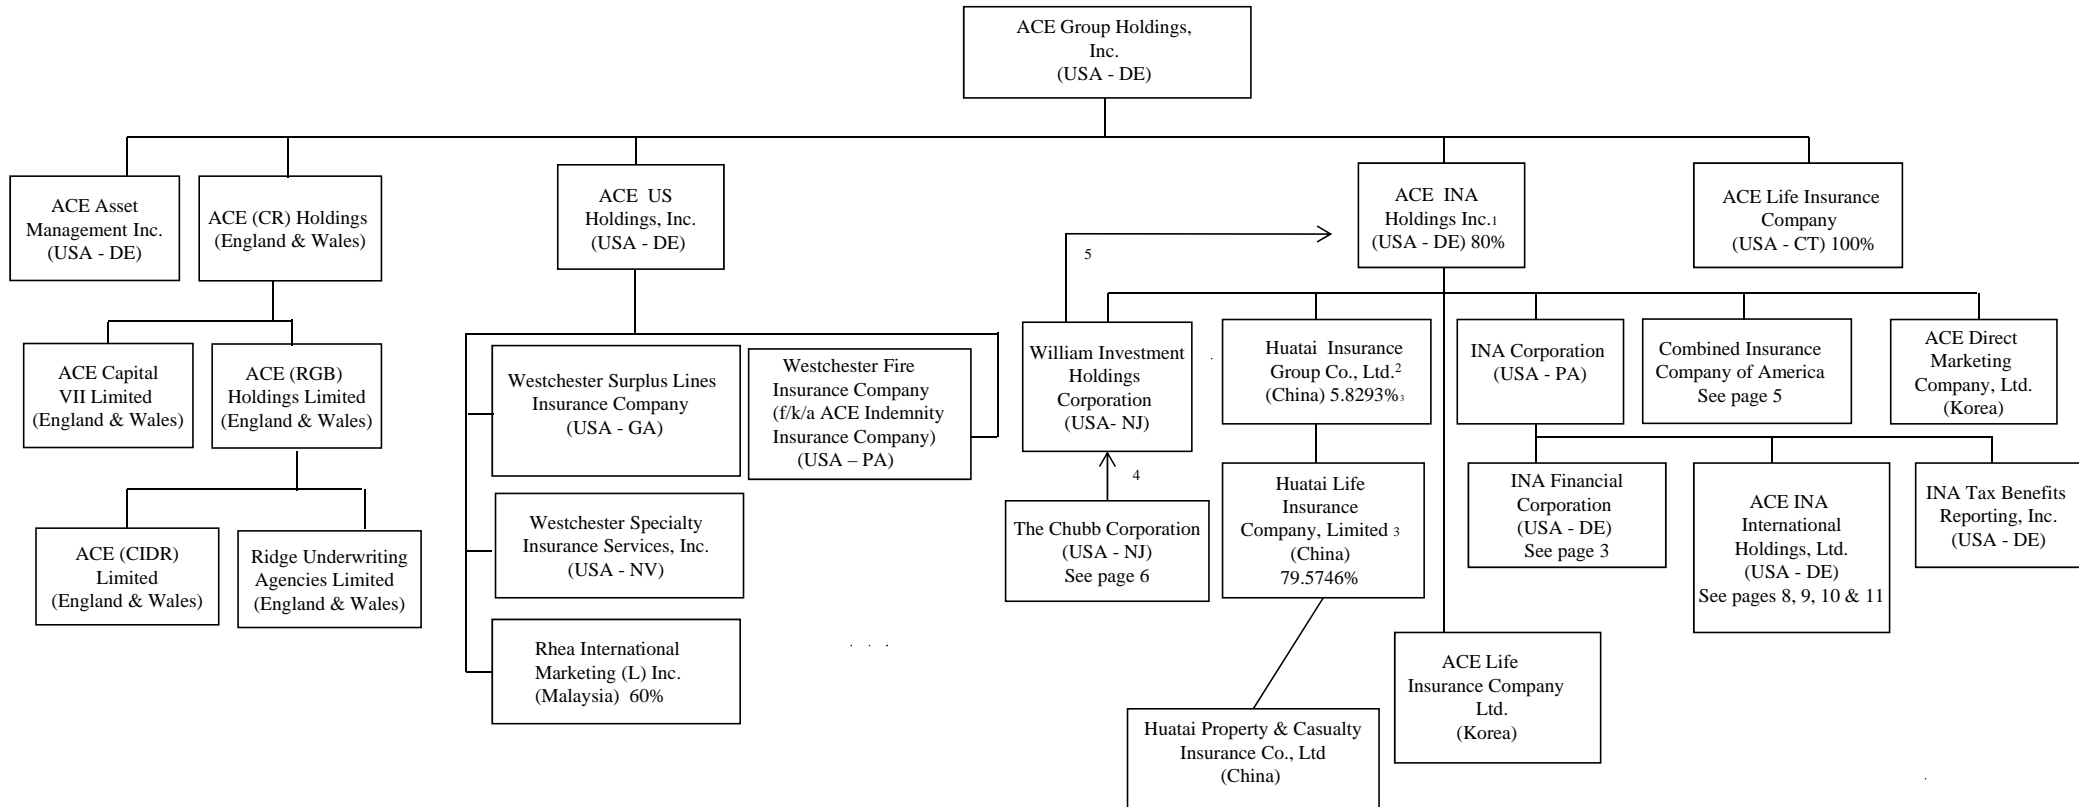 ACE Group Holdings,
Inc.
(USA - DE)
ACE Asset
Management Inc.
(USA - DE)
ACE (CR) Holdings
(England & Wales)
ACE US
Holdings, Inc.
(USA - DE)
ACE INA
Holdings Inc.1
(USA - DE) 80%
ACE Life Insurance
Company
(USA - CT) 100%
5
ACE Capital
VII Limited
(England & Wales)
ACE (RGB)
Holdings Limited
(England & Wales)
Westchester Surplus Lines
Insurance Company
(USA - GA)
Westchester Fire
Insurance Company
(f/k/a ACE Indemnity
Insurance Company)
(USA – PA)
William Investment
Holdings
Corporation
(USA- NJ)
Huatai Insurance
Group Co., Ltd.2
(China) 5.8293%3
INA Corporation
(USA - PA)
Combined Insurance
Company of America
See page 5
ACE Direct
Marketing
Company, Ltd.
(Korea)
4
ACE (CIDR)
Limited
(England & Wales)
Ridge Underwriting
Agencies Limited
(England & Wales)
Westchester Specialty
Insurance Services, Inc.
(USA - NV)
The Chubb Corporation
(USA - NJ)
See page 6
Huatai Life
Insurance
Company, Limited 3
(China)
79.5746%
INA Financial
Corporation
(USA - DE)
See page 3
ACE INA
International
Holdings, Ltd.
(USA - DE)
See pages 8, 9, 10 & 11
INA Tax Benefits
Reporting, Inc.
(USA - DE)
Rhea International
Marketing (L) Inc.
(Malaysia) 60%
ACE Life
Insurance Company
Ltd.
(Korea)
Huatai Property & Casualty
Insurance Co., Ltd
(China)